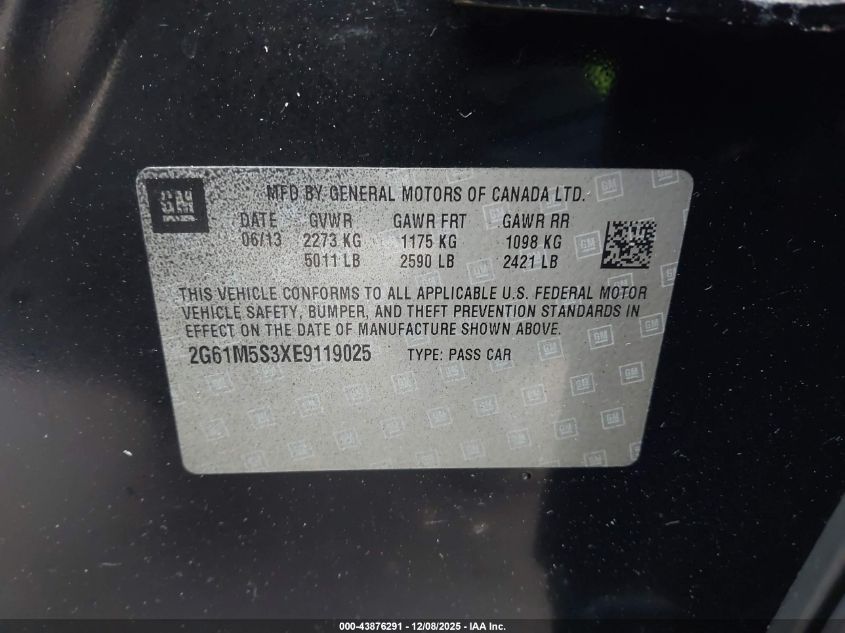 GM
MFD BY GENERAL MOTORS OF CANADA LTD.
DATE GVWR GAWR FRT GAWR RR
06/13 2273 KG 1175 KG 1098 KG
5011 LB 2590 LB 2421 LB
THIS VEHICLE CONFORMS TO ALL APPLICABLE U.S. FEDERAL MOTOR
VEHICLE SAFETY, BUMPER, AND THEFT PREVENTION STANDARDS IN
EFFECT ON THE DATE OF MANUFACTURE SHOWN ABOVE.
2G61M5S3XE9119025 TYPE: PASS CAR
000-43876291 - 12/08/2025 - IAA Inc.